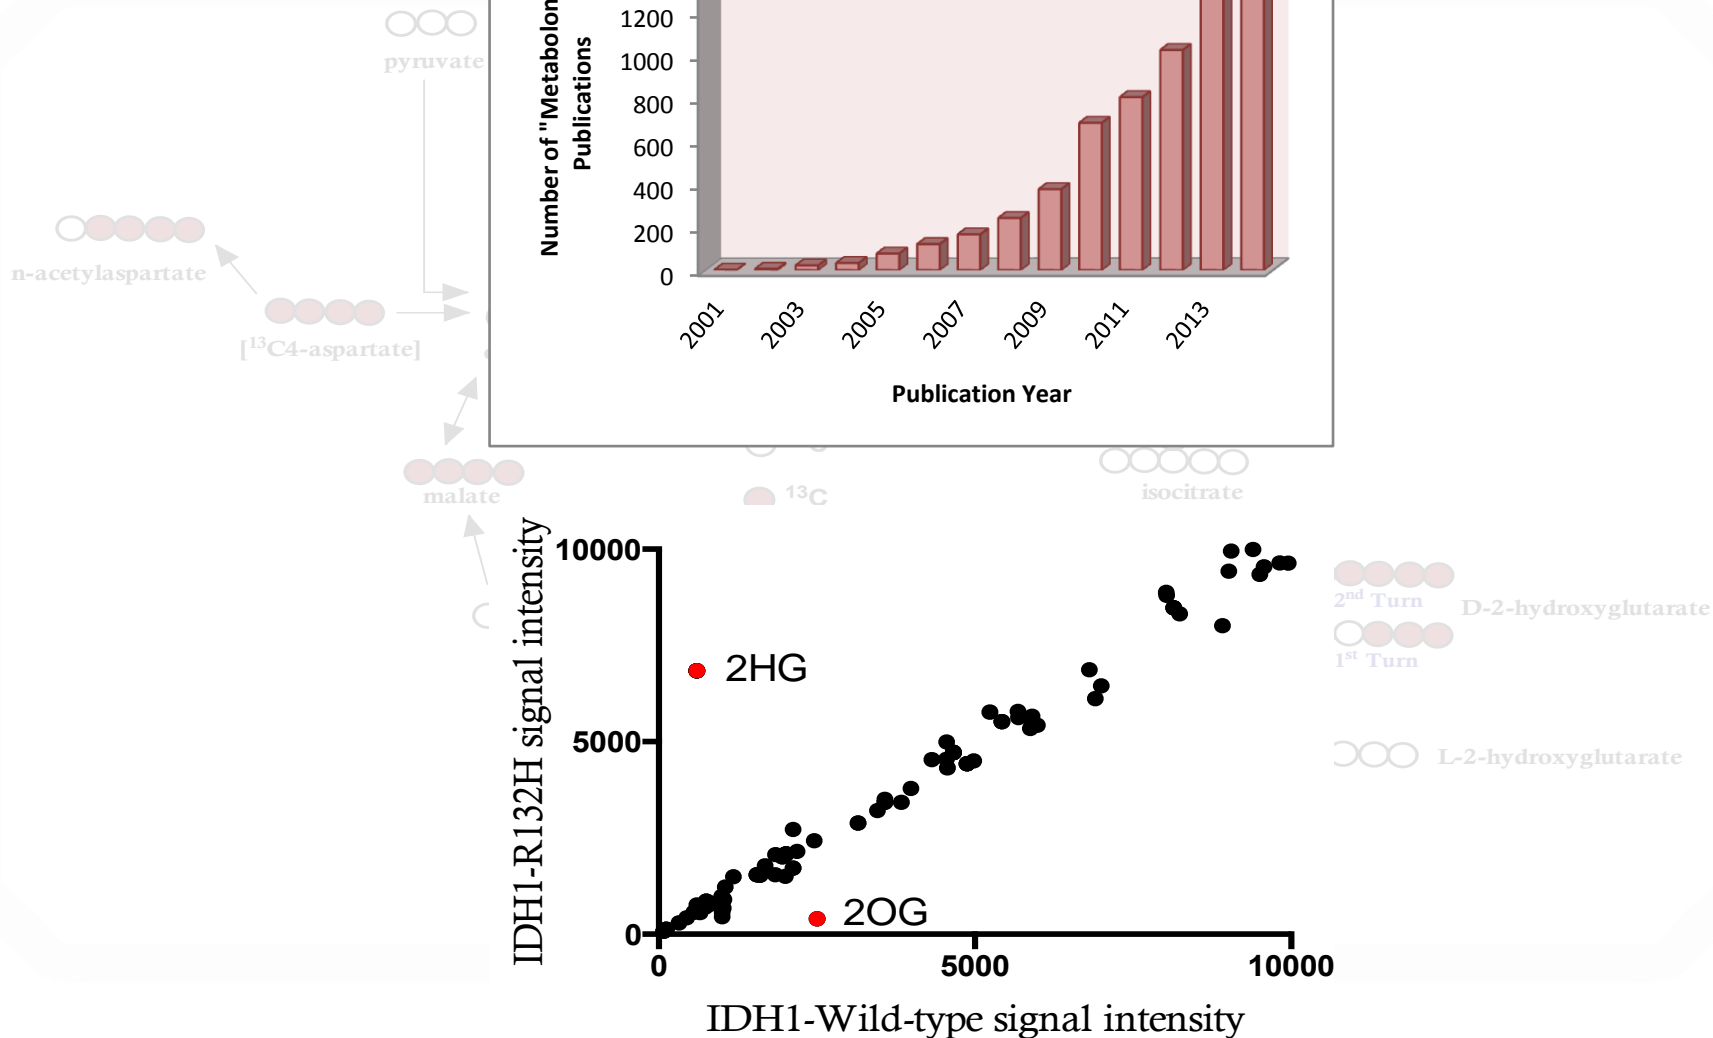 pyruvate
n-acetylaspartate
[¹³C4-aspartate]
malate
Number of "Metabolon
Publications
1200
1000
800
600
400
200
0
2001
2003
2005
2007
2009
2011
2013
Publication Year
¹³C
isocitrate
2ⁿᵈ Turn
D-2-hydroxyglutarate
1ˢᵗ Turn
L-2-hydroxyglutarate
IDH1-R132H signal intensity
10000
5000
0
2HG
2OG
0
5000
10000
IDH1-Wild-type signal intensity